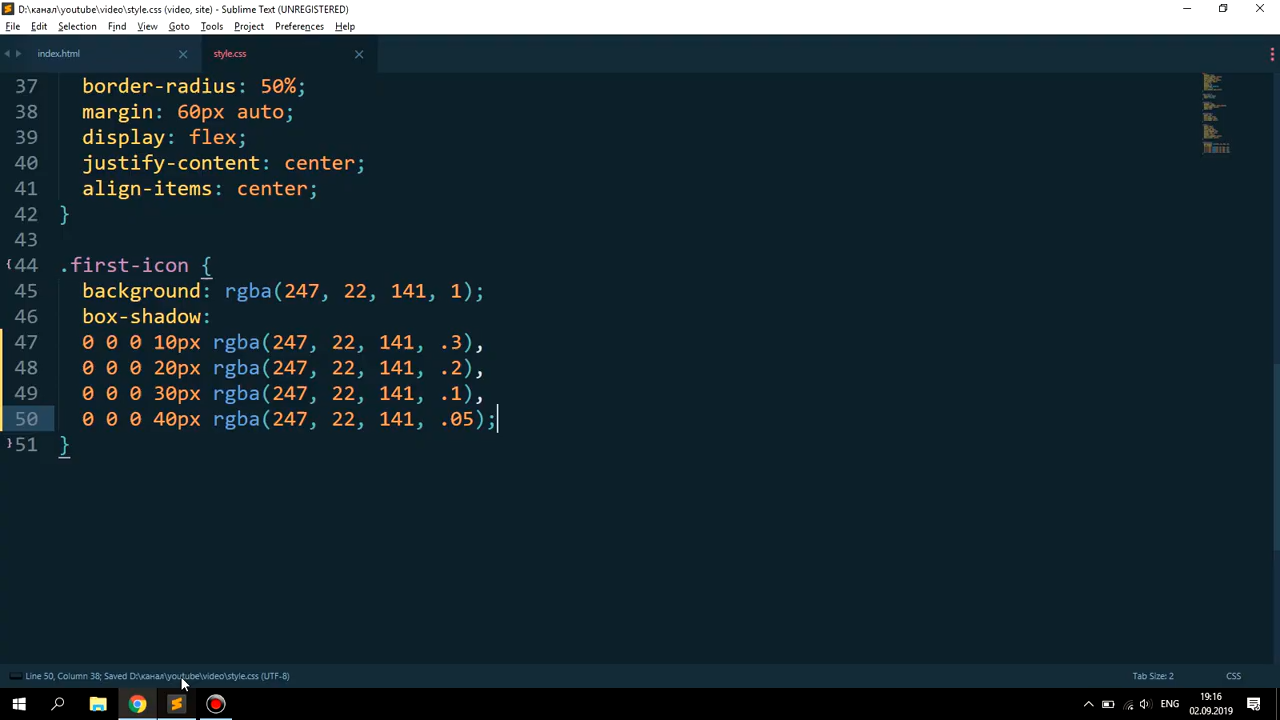 D:\канал\youtube\video\style.css (video, site) - Sublime Text (UNREGISTERED)
File Edit Selection Find View Goto Tools Project Preferences Help
index.html style.css
37 border-radius: 50%;
38 margin: 60px auto;
39 display: flex;
40 justify-content: center;
41 align-items: center;
42 }
43
44 .first-icon {
45 background: rgba(247, 22, 141, 1);
46 box-shadow:
47 0 0 0 10px rgba(247, 22, 141, .3),
48 0 0 0 20px rgba(247, 22, 141, .2),
49 0 0 0 30px rgba(247, 22, 141, .1),
50 0 0 0 40px rgba(247, 22, 141, .05);
51 }
Line 50, Column 38; Saved D:\канал\youtube\video\style.css (UTF-8) Tab Size: 2 CSS
ENG 19:16
02.09.2019